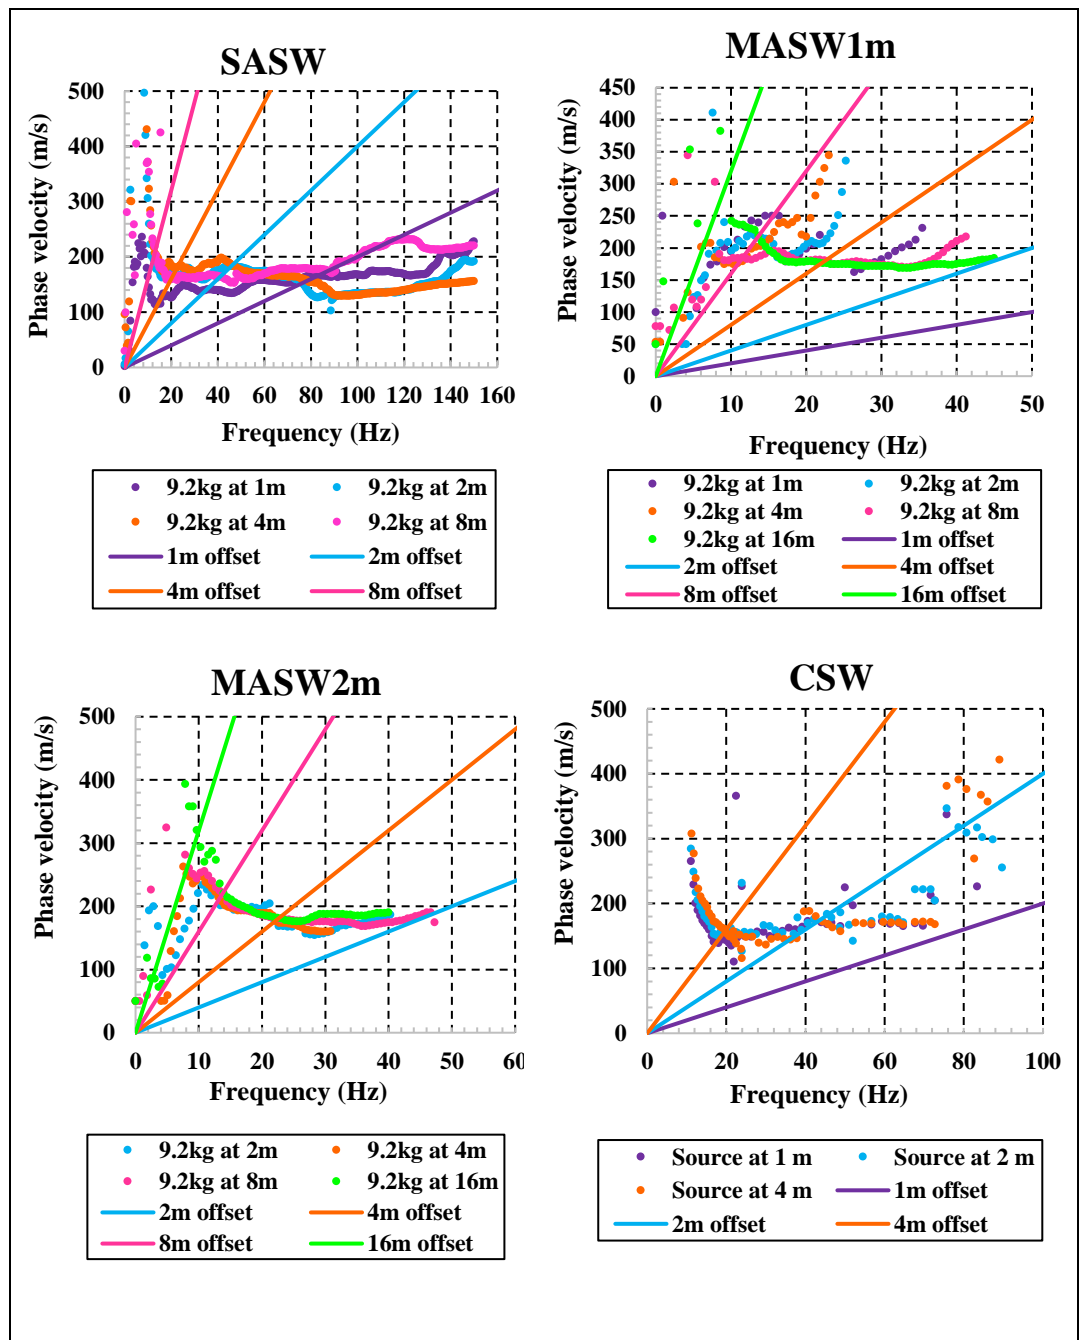 SASW
500
400
300
200
100
0
0 20 40 60 80 100 120 140 160
Phase velocity (m/s)
Frequency (Hz)
9.2kg at 1m 9.2kg at 2m
9.2kg at 4m 9.2kg at 8m
1m offset 2m offset
4m offset 8m offset
MASW1m
450
400
350
300
250
200
150
100
50
0
0 10 20 30 40 50
Phase velocity (m/s)
Frequency (Hz)
9.2kg at 1m 9.2kg at 2m
9.2kg at 4m 9.2kg at 8m
9.2kg at 16m 1m offset
2m offset 4m offset
8m offset 16m offset
MASW2m
500
400
300
200
100
0
0 10 20 30 40 50 60
Phase velocity (m/s)
Frequency (Hz)
9.2kg at 2m 9.2kg at 4m
9.2kg at 8m 9.2kg at 16m
2m offset 4m offset
8m offset 16m offset
CSW
500
400
300
200
100
0
0 20 40 60 80 100
Phase velocity (m/s)
Frequency (Hz)
Source at 1 m Source at 2 m
Source at 4 m 1m offset
2m offset 4m offset